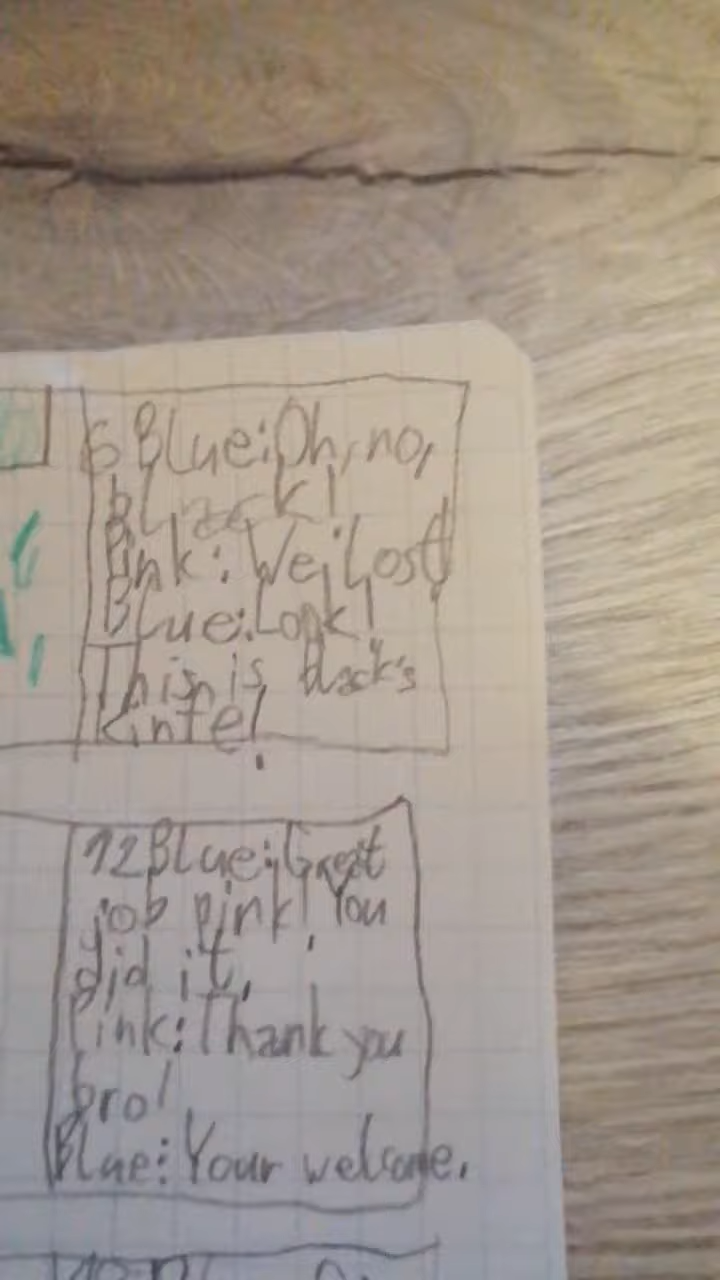 6 Blue: Oh, no,
black!
Pink: We, Lost!
Blue: Look!
This is black's
kinfe!
12 Blue: Great
job pink! You
did it,
Pink: Thank you
bro!
Blue: Your welcome.